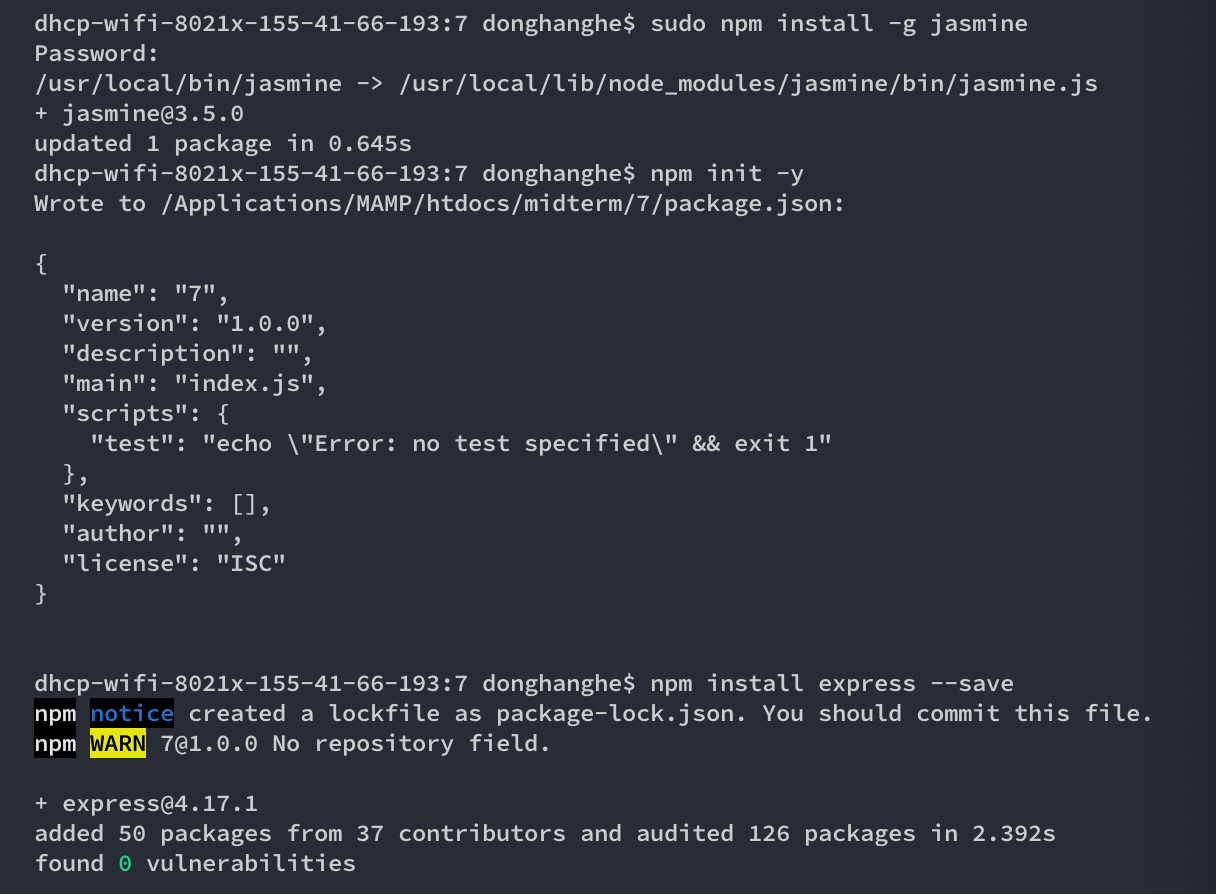 dhcp-wifi-8021x-155-41-66-193:7 donghanghe$ sudo npm install -g jasmine
Password:
/usr/local/bin/jasmine -> /usr/local/lib/node_modules/jasmine/bin/jasmine.js
+ jasmine@3.5.0
updated 1 package in 0.645s
dhcp-wifi-8021x-155-41-66-193:7 donghanghe$ npm init -y
Wrote to /Applications/MAMP/htdocs/midterm/7/package.json:

{
  "name": "7",
  "version": "1.0.0",
  "description": "",
  "main": "index.js",
  "scripts": {
    "test": "echo \"Error: no test specified\" && exit 1"
  },
  "keywords": [],
  "author": "",
  "license": "ISC"
}


dhcp-wifi-8021x-155-41-66-193:7 donghanghe$ npm install express --save
npm notice created a lockfile as package-lock.json. You should commit this file.
npm WARN 7@1.0.0 No repository field.

+ express@4.17.1
added 50 packages from 37 contributors and audited 126 packages in 2.392s
found 0 vulnerabilities